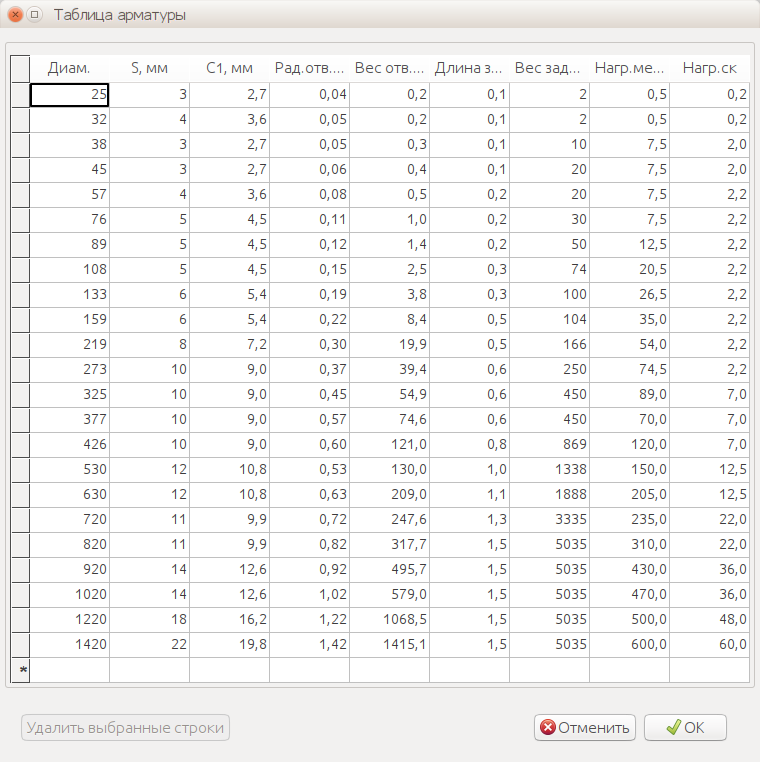 Таблица арматуры
Диам. S, мм C1, мм Рад.отв.... Вес отв.... Длина з... Вес зад... Нагр.ме... Нагр.ск
25 3 2,7 0,04 0,2 0,1 2 0,5 0,2
32 4 3,6 0,05 0,2 0,1 2 0,5 0,2
38 3 2,7 0,05 0,3 0,1 10 7,5 2,0
45 3 2,7 0,06 0,4 0,1 20 7,5 2,0
57 4 3,6 0,08 0,5 0,2 20 7,5 2,2
76 5 4,5 0,11 1,0 0,2 30 7,5 2,2
89 5 4,5 0,12 1,4 0,2 50 12,5 2,2
108 5 4,5 0,15 2,5 0,3 74 20,5 2,2
133 6 5,4 0,19 3,8 0,3 100 26,5 2,2
159 6 5,4 0,22 8,4 0,5 104 35,0 2,2
219 8 7,2 0,30 19,9 0,5 166 54,0 2,2
273 10 9,0 0,37 39,4 0,6 250 74,5 2,2
325 10 9,0 0,45 54,9 0,6 450 89,0 7,0
377 10 9,0 0,57 74,6 0,6 450 70,0 7,0
426 10 9,0 0,60 121,0 0,8 869 120,0 7,0
530 12 10,8 0,53 130,0 1,0 1338 150,0 12,5
630 12 10,8 0,63 209,0 1,1 1888 205,0 12,5
720 11 9,9 0,72 247,6 1,3 3335 235,0 22,0
820 11 9,9 0,82 317,7 1,5 5035 310,0 22,0
920 14 12,6 0,92 495,7 1,5 5035 430,0 36,0
1020 14 12,6 1,02 579,0 1,5 5035 470,0 36,0
1220 18 16,2 1,22 1068,5 1,5 5035 500,0 48,0
1420 22 19,8 1,42 1415,1 1,5 5035 600,0 60,0
*
Удалить выбранные строки Отменить OK